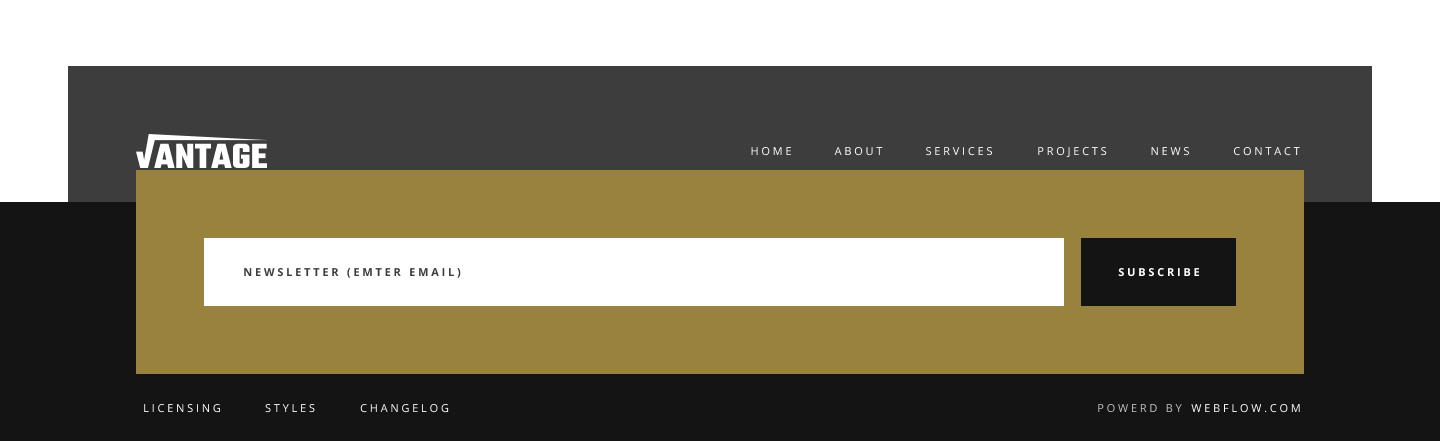 VANTAGE
HOME ABOUT SERVICES PROJECTS NEWS CONTACT
NEWSLETTER (EMTER EMAIL) SUBSCRIBE
LICENSING STYLES CHANGELOG POWERD BY WEBFLOW.COM